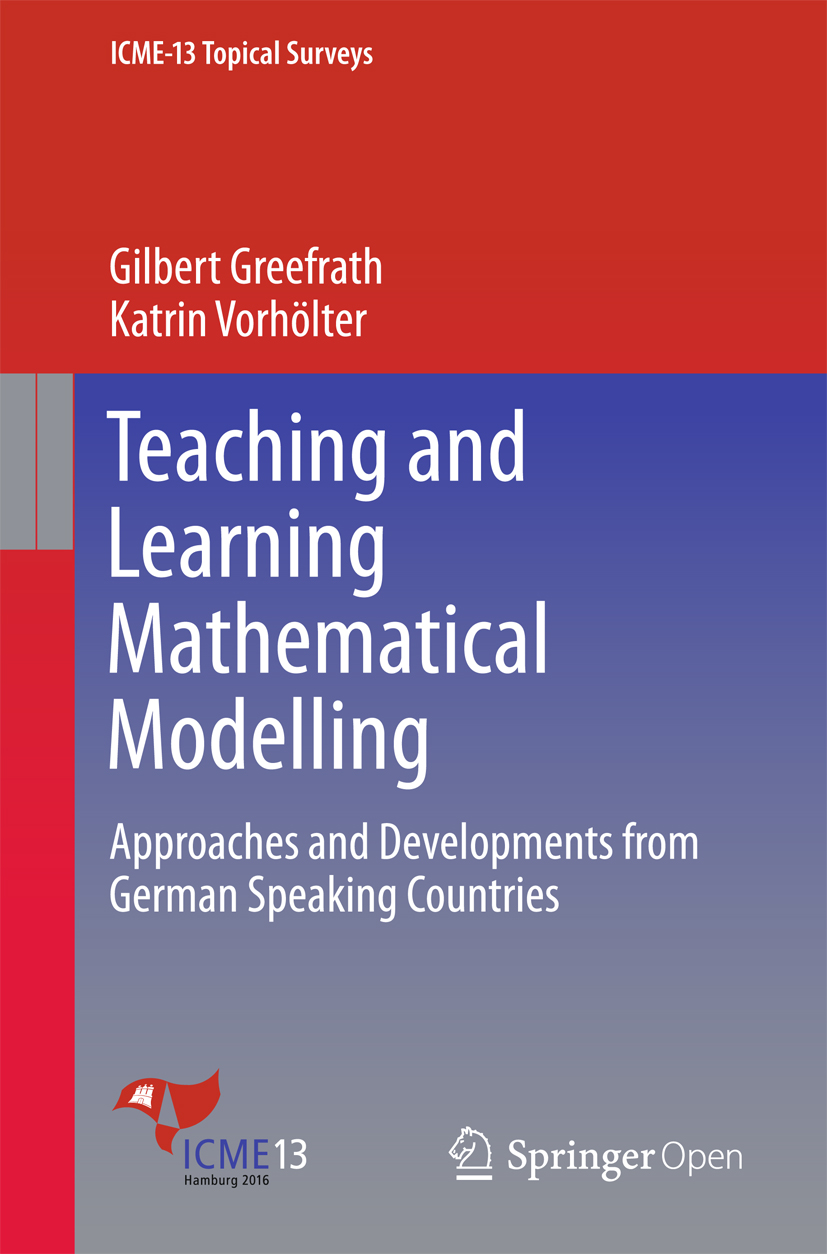 ICME-13 Topical Surveys
Gilbert Greefrath
Katrin Vorhölter
Teaching and
Learning
Mathematical
Modelling
Approaches and Developments from
German Speaking Countries
ICME13
Hamburg 2016
Springer Open